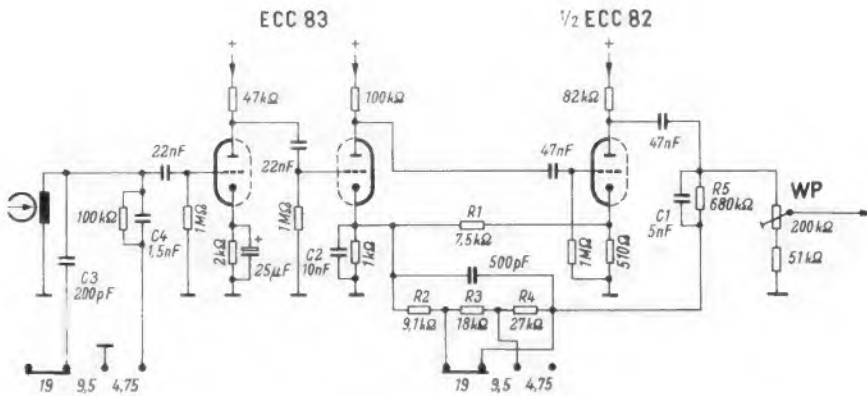 ECC 83
½ ECC 82
+
+
+
47kΩ
100kΩ
82kΩ
47nF
22nF
22nF
47nF
R5
680kΩ
WP
C1
5nF
200kΩ
100kΩ
C4
1,5nF
1MΩ
1MΩ
R1
7,5kΩ
C3
200pF
2kΩ
+
25µF
C2
10nF
1kΩ
500pF
1MΩ
510Ω
51kΩ
R2
9,1kΩ
R3
18kΩ
R4
27kΩ
19 9,5 4,75
19 9,5 4,75